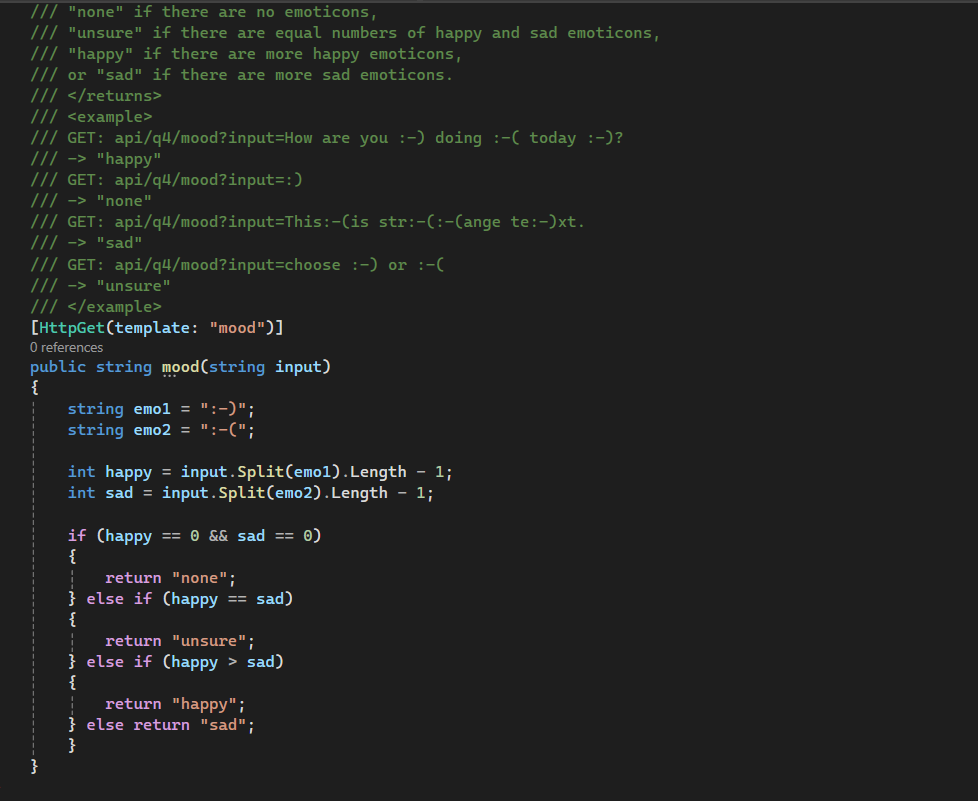 /// "none" if there are no emoticons,
/// "unsure" if there are equal numbers of happy and sad emoticons,
/// "happy" if there are more happy emoticons,
/// or "sad" if there are more sad emoticons.
/// </returns>
/// <example>
/// GET: api/q4/mood?input=How are you :-) doing :-( today :-)?
/// -> "happy"
/// GET: api/q4/mood?input=:)
/// -> "none"
/// GET: api/q4/mood?input=This:-(is str:-(:-(ange te:-)xt.
/// -> "sad"
/// GET: api/q4/mood?input=choose :-) or :-(
/// -> "unsure"
/// </example>
[HttpGet(template: "mood")]
0 references
public string mood(string input)
{
    string emo1 = ":-)";
    string emo2 = ":-(";

    int happy = input.Split(emo1).Length - 1;
    int sad = input.Split(emo2).Length - 1;

    if (happy == 0 && sad == 0)
    {
        return "none";
    } else if (happy == sad)
    {
        return "unsure";
    } else if (happy > sad)
    {
        return "happy";
    } else return "sad";
    }
}